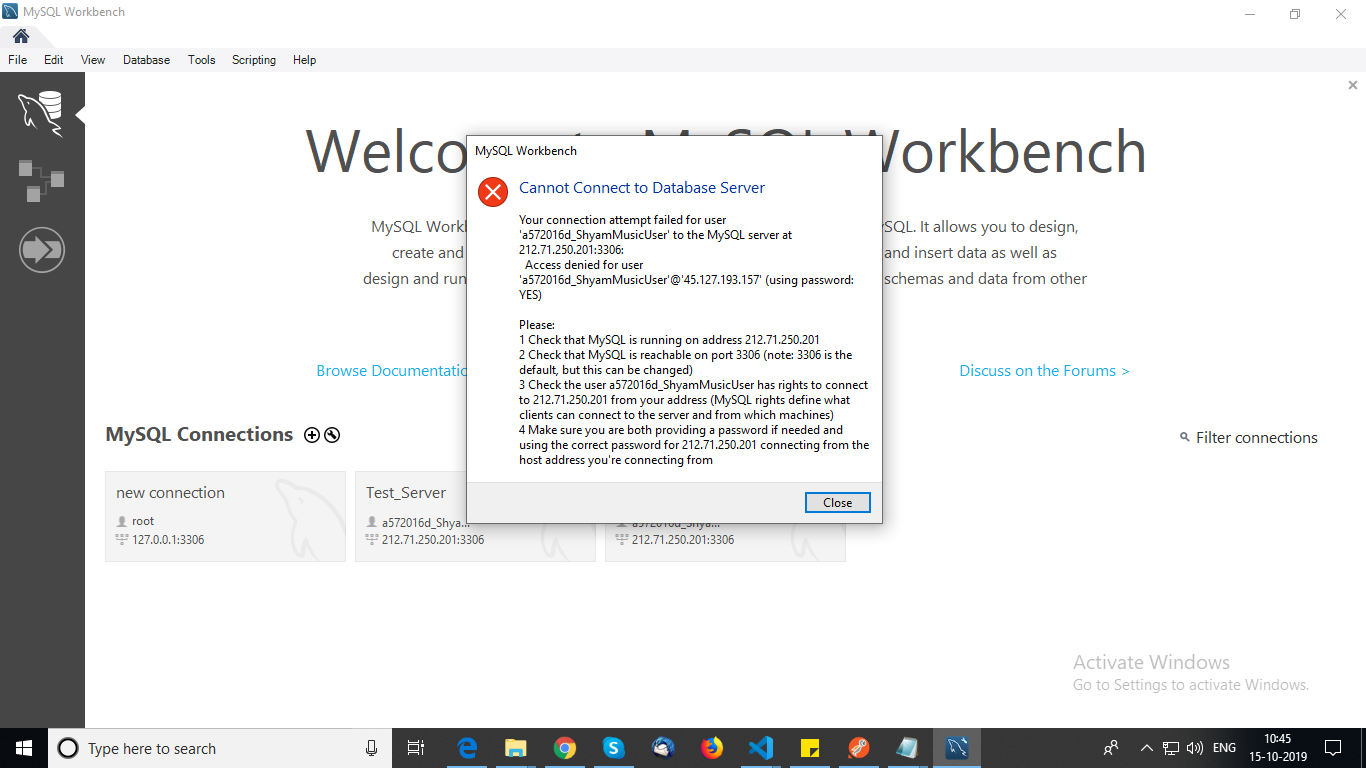 MySQL Workbench
File Edit View Database Tools Scripting Help
Welco Workbench
MySQL Workbench
Cannot Connect to Database Server
Your connection attempt failed for user
'a572016d_ShyamMusicUser' to the MySQL server at
212.71.250.201:3306:
Access denied for user
'a572016d_ShyamMusicUser'@'45.127.193.157' (using password:
YES)
Please:
1 Check that MySQL is running on address 212.71.250.201
2 Check that MySQL is reachable on port 3306 (note: 3306 is the
default, but this can be changed)
3 Check the user a572016d_ShyamMusicUser has rights to connect
to 212.71.250.201 from your address (MySQL rights define what
clients can connect to the server and from which machines)
4 Make sure you are both providing a password if needed and
using the correct password for 212.71.250.201 connecting from the
host address you're connecting from
Close
MySQL Work SQL. It allows you to design,
create and and insert data as well as
design and run schemas and data from other
Browse Documentatio Discuss on the Forums >
MySQL Connections Filter connections
new connection Test_Server
root a572016d_Shya... a572016d_Shya...
127.0.0.1:3306 212.71.250.201:3306 212.71.250.201:3306
Activate Windows
Go to Settings to activate Windows.
Type here to search ENG 10:45
15-10-2019